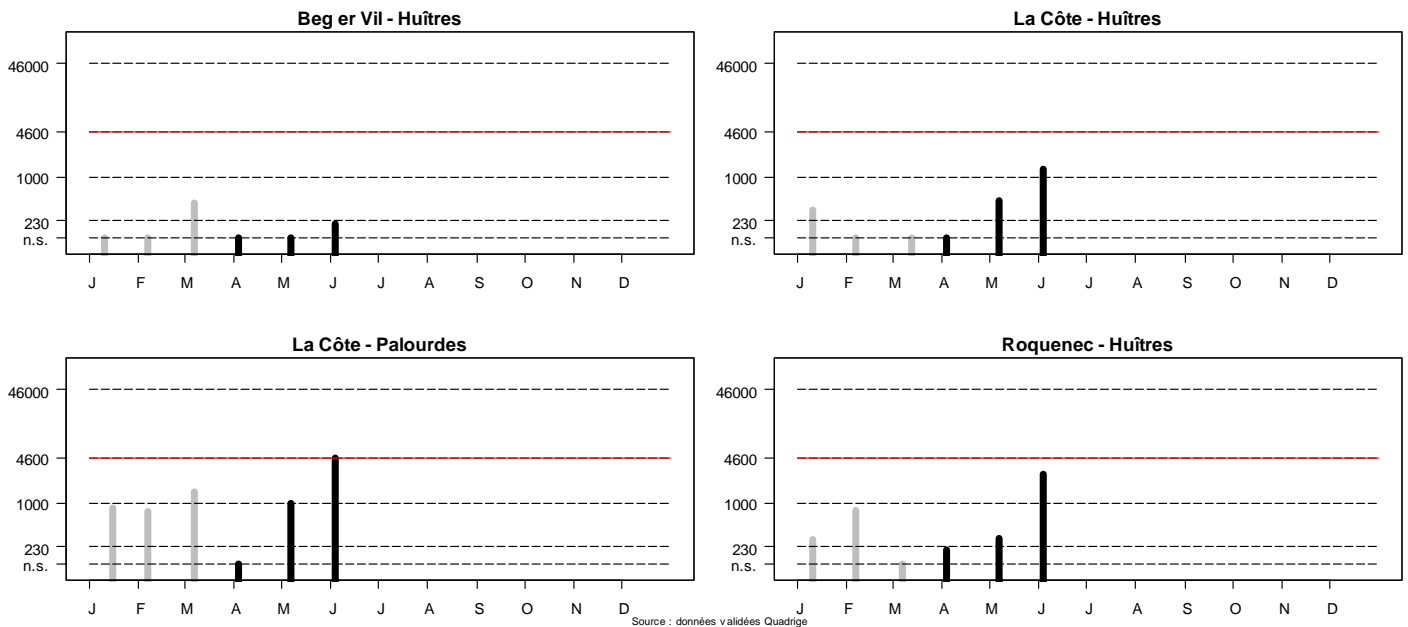 Beg er Vil - Huîtres
46000
4600
1000
230
n.s.
J F M A M J J A S O N D
La Côte - Huîtres
46000
4600
1000
230
n.s.
J F M A M J J A S O N D
La Côte - Palourdes
46000
4600
1000
230
n.s.
J F M A M J J A S O N D
Roquenec - Huîtres
46000
4600
1000
230
n.s.
J F M A M J J A S O N D
Source : données validées Quadrige